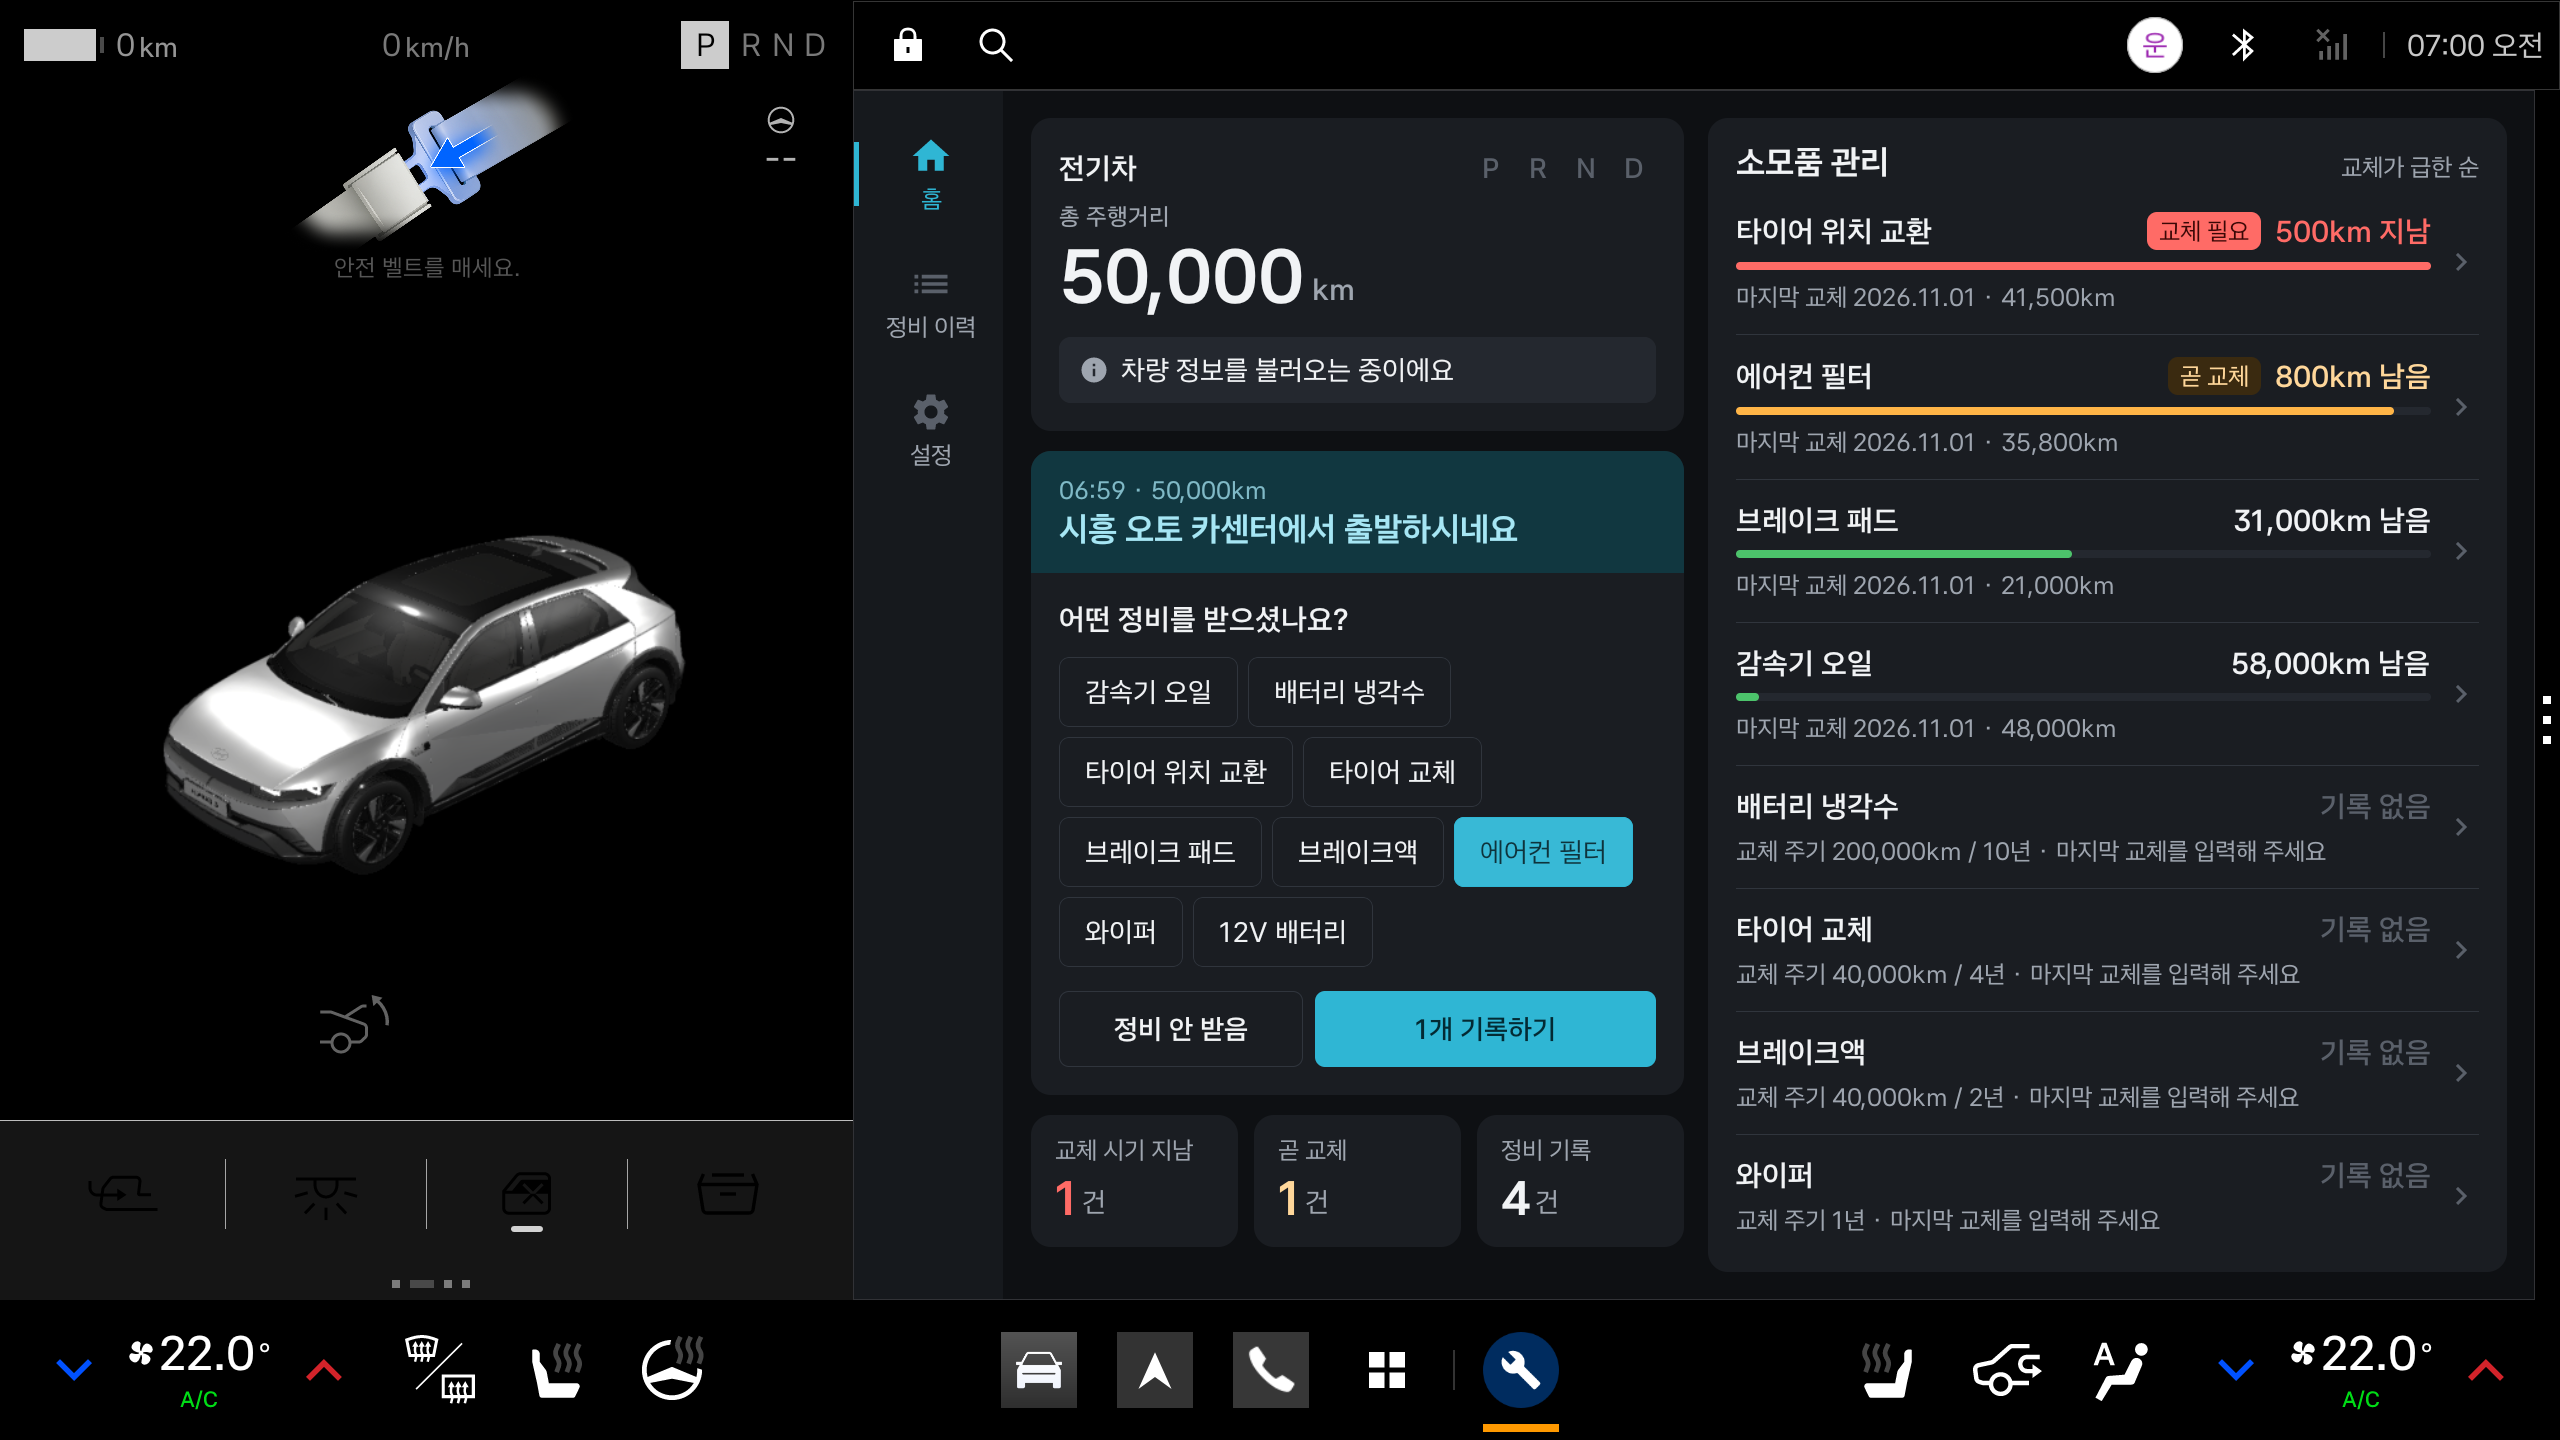 0 km
0 km/h
P R N D
--
안전 벨트를 매세요.
운
07:00 오전
홈
정비 이력
설정
전기차
P R N D
총 주행거리
50,000 km
차량 정보를 불러오는 중이에요
06:59 · 50,000km
시흥 오토 카센터에서 출발하시네요
어떤 정비를 받으셨나요?
감속기 오일
배터리 냉각수
타이어 위치 교환
타이어 교체
브레이크 패드
브레이크액
에어컨 필터
와이퍼
12V 배터리
정비 안 받음
1개 기록하기
교체 시기 지남
1 건
곧 교체
1 건
정비 기록
4 건
소모품 관리
교체가 급한 순
타이어 위치 교환
교체 필요
500km 지남
마지막 교체 2026.11.01 · 41,500km
에어컨 필터
곧 교체
800km 남음
마지막 교체 2026.11.01 · 35,800km
브레이크 패드
31,000km 남음
마지막 교체 2026.11.01 · 21,000km
감속기 오일
58,000km 남음
마지막 교체 2026.11.01 · 48,000km
배터리 냉각수
기록 없음
교체 주기 200,000km / 10년 · 마지막 교체를 입력해 주세요
타이어 교체
기록 없음
교체 주기 40,000km / 4년 · 마지막 교체를 입력해 주세요
브레이크액
기록 없음
교체 주기 40,000km / 2년 · 마지막 교체를 입력해 주세요
와이퍼
기록 없음
교체 주기 1년 · 마지막 교체를 입력해 주세요
22.0°
A/C
A
22.0°
A/C